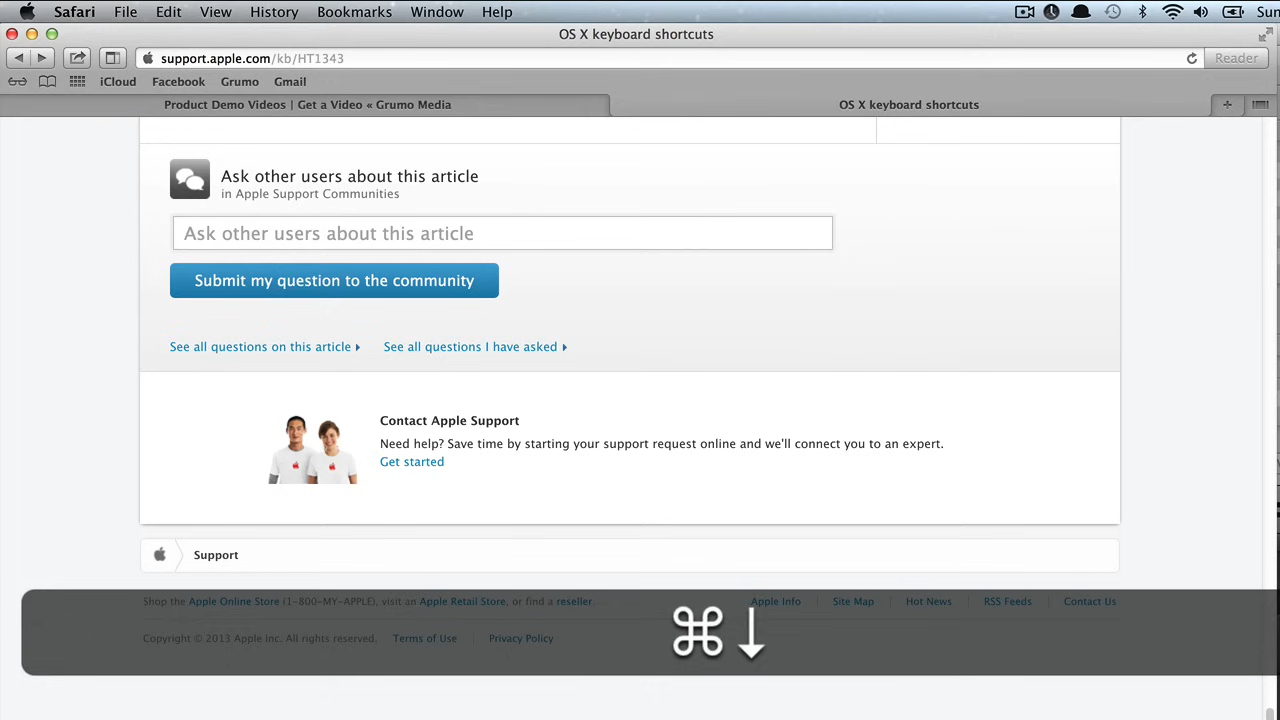 Safari File Edit View History Bookmarks Window Help Sun
OS X keyboard shortcuts
support.apple.com/kb/HT1343 Reader
iCloud Facebook Grumo Gmail
Product Demo Videos | Get a Video « Grumo Media OS X keyboard shortcuts +
Ask other users about this article
in Apple Support Communities
Ask other users about this article
Submit my question to the community
See all questions on this article See all questions I have asked
Contact Apple Support
Need help? Save time by starting your support request online and we'll connect you to an expert.
Get started
Support
Shop the Apple Online Store (1-800-MY-APPLE), visit an Apple Retail Store, or find a reseller. Apple Info Site Map Hot News RSS Feeds Contact Us
⌘↓
Copyright © 2013 Apple Inc. All rights reserved. Terms of Use Privacy Policy